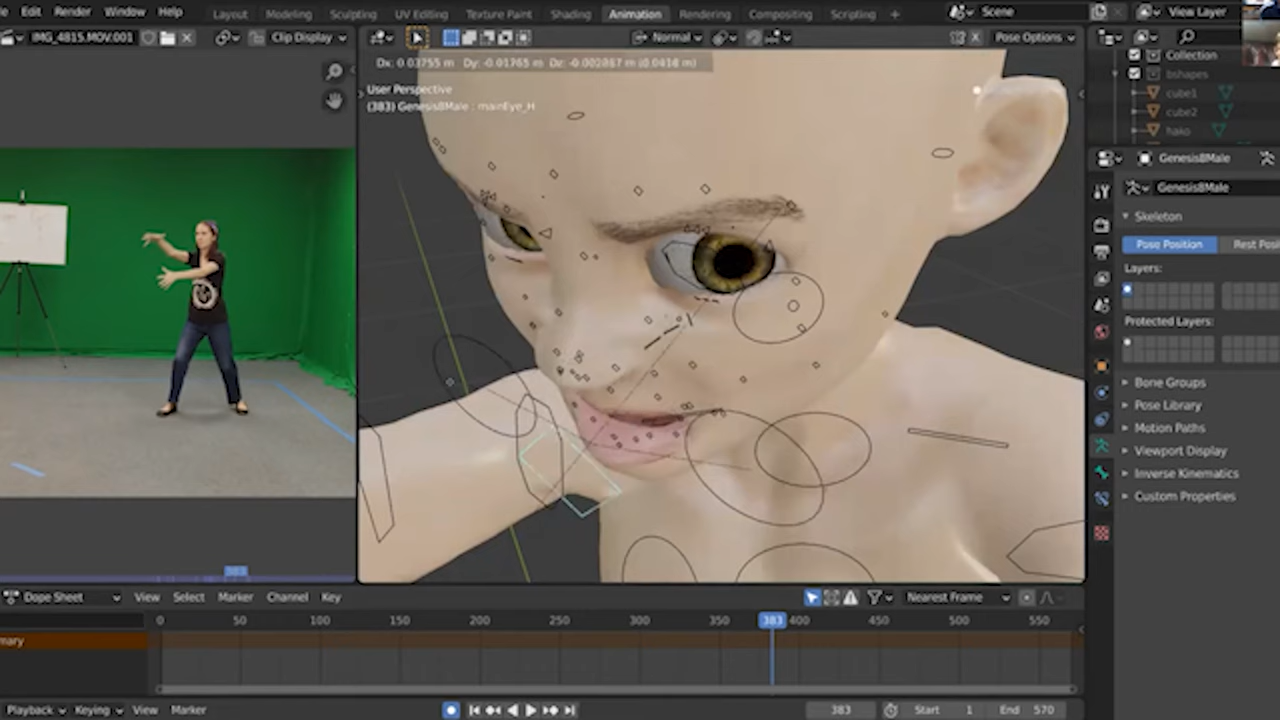 Edit Render Window Help Layout Modeling Sculpting UV Editing Texture Paint Shading Animation Rendering Compositing Scripting + Scene View Layer
IMG_4815.MOV.001 Clip Display Normal Pose Options
Dx: 0.03755 m Dy: -0.01765 m Dz: (0.0418 m)
User Perspective
(383) Genesis8Male : mainEye_H
Collection
bshapes
cube1
cube2
hako
Genesis8Male
Genesis8Male
Skeleton
Pose Position Rest Posi
Layers:
Protected Layers:
Bone Groups
Pose Library
Motion Paths
Viewport Display
Inverse Kinematics
Custom Properties
383
Dope Sheet View Select Marker Channel Key Nearest Frame
0 50 100 150 200 250 300 350 383 400 450 500 550
mary
Playback Keying View Marker 383 Start 1 End 570